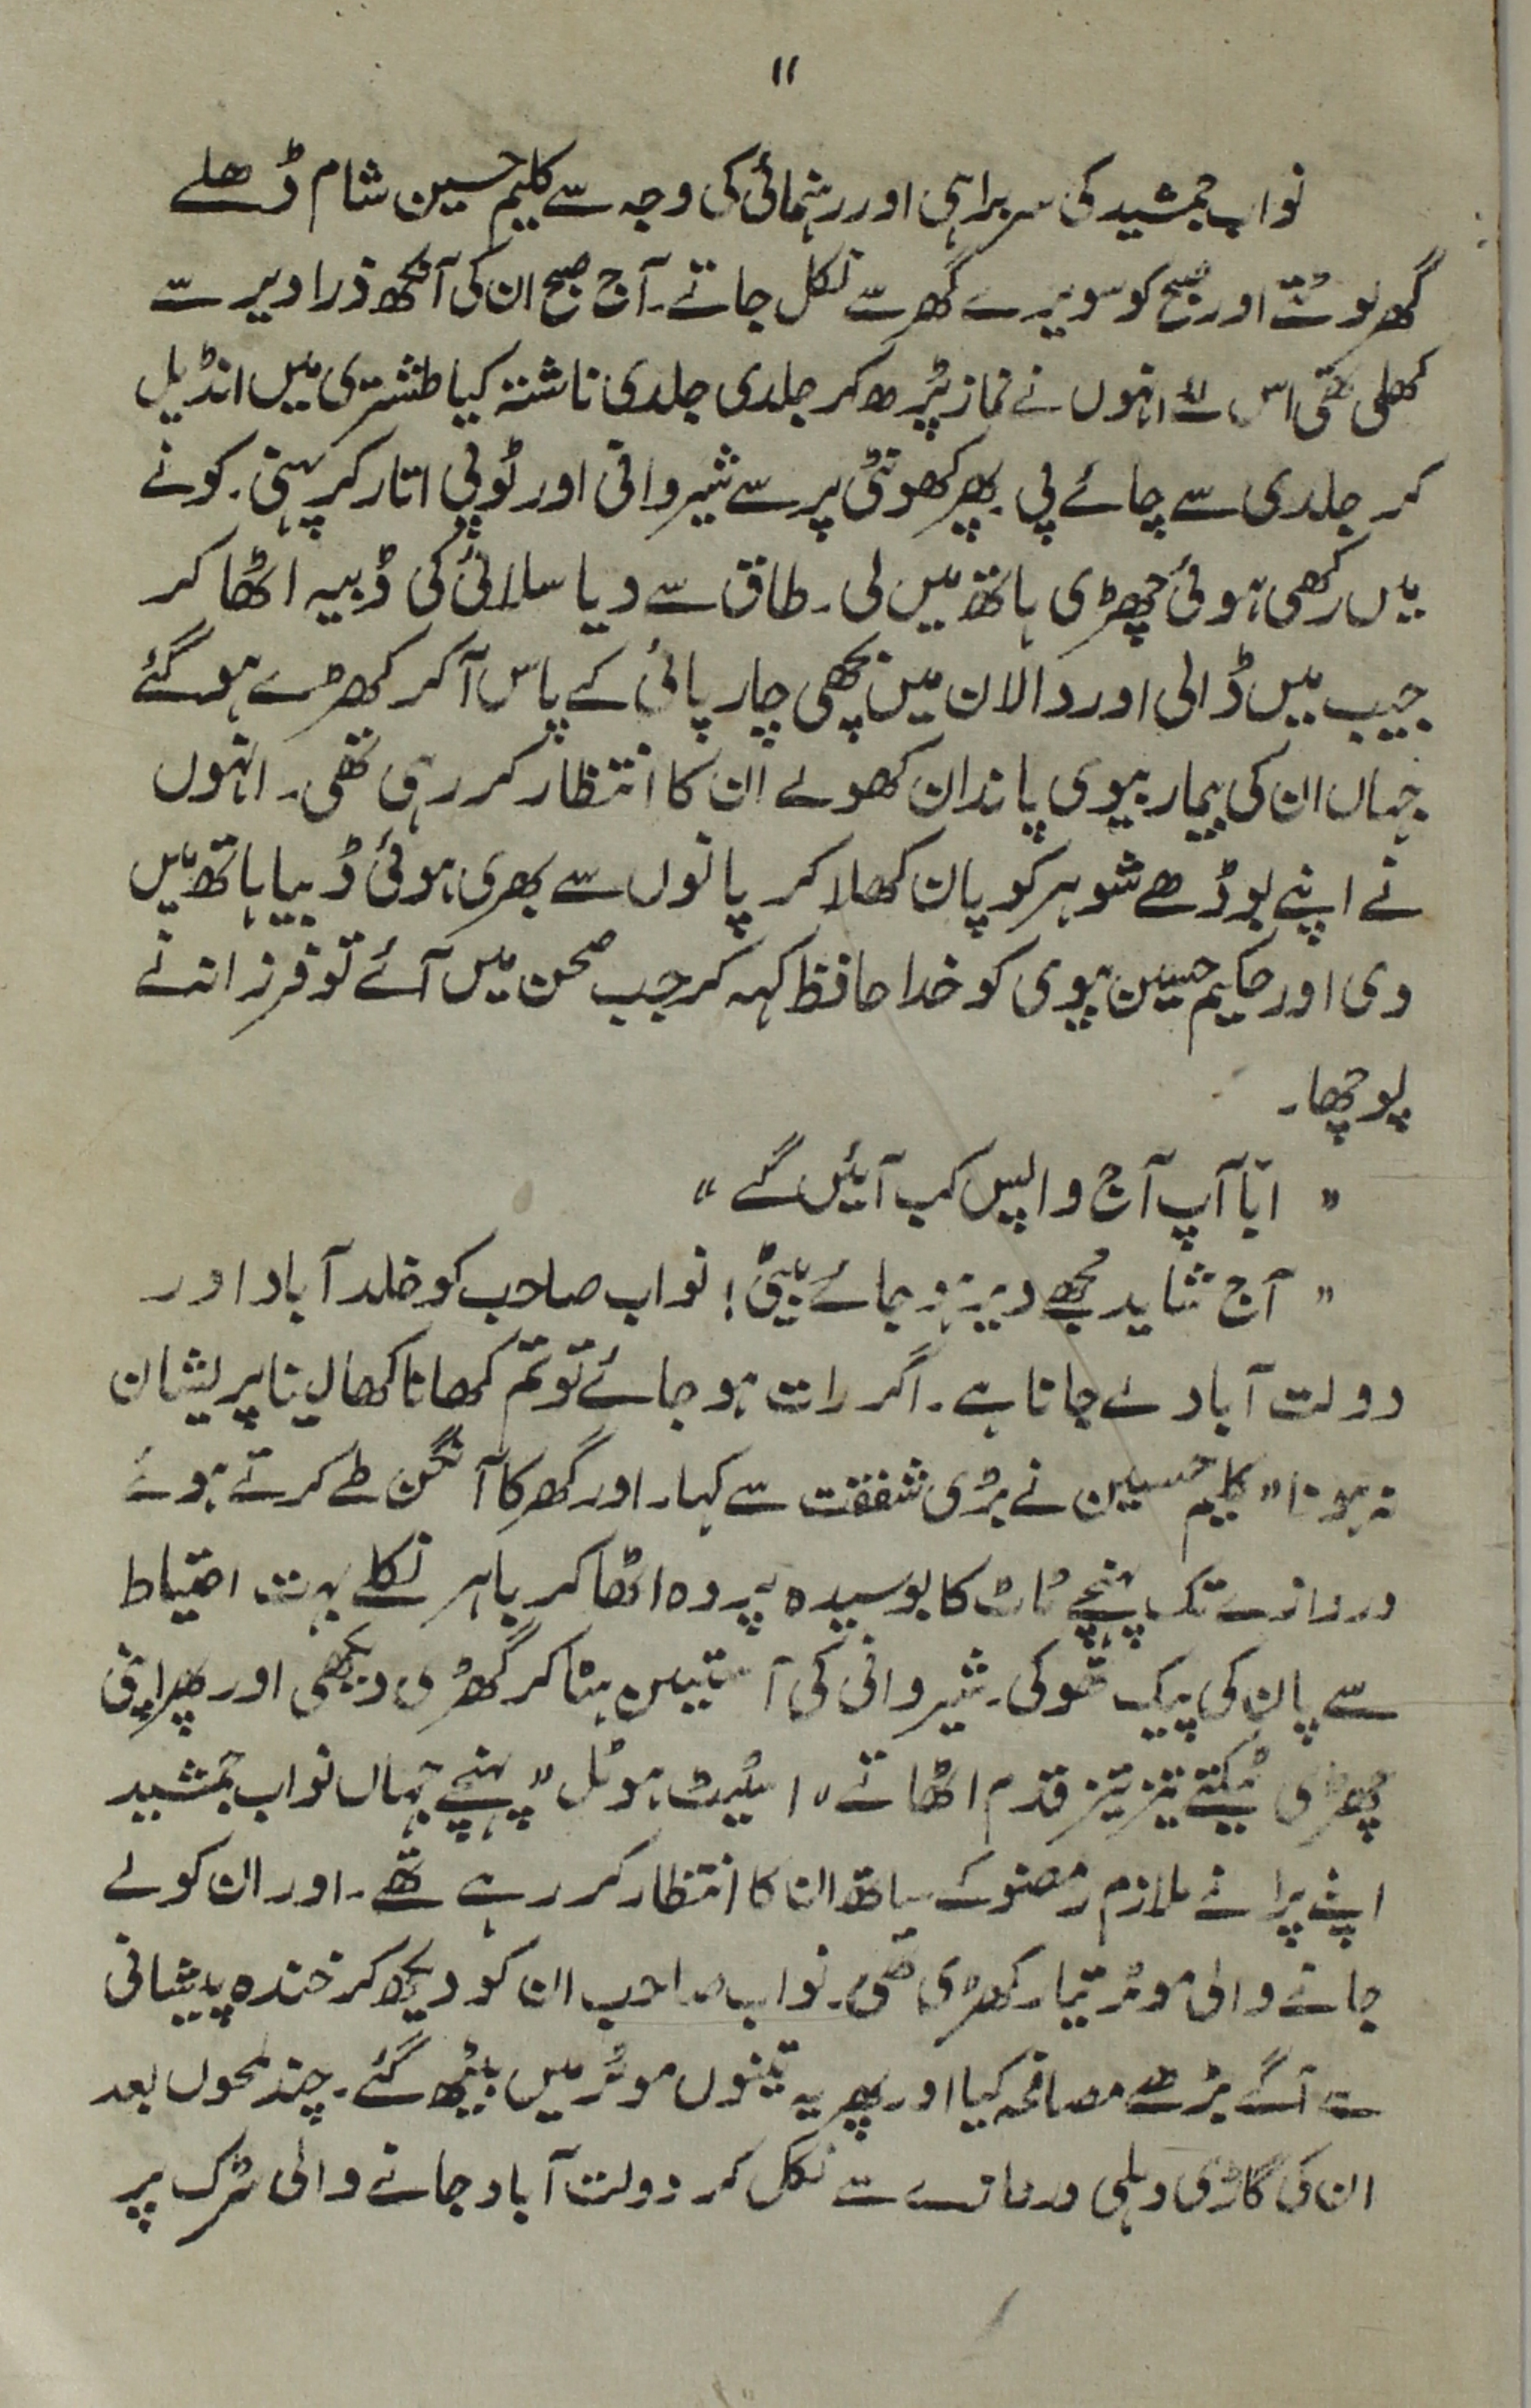 ۱۱
نواب جمشید کی سربراہی اور رہنمائی کی وجہ سے کلیم حسین شام ڈھلے
گھر لوٹتے اور صبح کو سویرے گھر سے نکل جاتے۔ آج صبح ان کی آنکھ ذرا دیر سے
کھلی تھی اس لئے انہوں نے نماز پڑھ کر جلدی جلدی ناشتہ کیا طشتری میں انڈیل
کر جلدی سے چائے پی۔ پھر کھونٹی پر سے شیروانی اور ٹوپی اتار کر پہنی۔ کونے
میں رکھی ہوئی چھڑی ہاتھ میں لی۔ طاق سے دیا سلائی کی ڈبیہ اٹھا کر
جیب میں ڈالی اور دالان میں بچھی چارپائی کے پاس آکر کھڑے ہو گئے
جہاں ان کی بیمار بیوی پاندان کھولے ان کا انتظار کر رہی تھی۔ انہوں
نے اپنے بوڈھے شوہر کو پان کھلا کر پانوں سے بھری ہوئی ڈبیا ہاتھ میں
دی اور حکیم حسین بیوی کو خدا حافظ کہہ کر جب صحن میں آئے تو فرزانے
پوچھا۔
" ابّا آپ آج واپس کب آئیں گے "
" آج شاید مجھے دیر ہو جائے بیٹی! نواب صاحب کو خلد آباد اور
دولت آباد لے جانا ہے۔ اگر رات ہو جائے تو تم کھانا کھا لینا پریشان
نہ ہونا " کلیم حسین نے بڑی شفقت سے کہا۔ اور گھر کا آنگن طے کرتے ہوئے
دروازے تک پہنچے ٹاٹ کا بوسیدہ پردہ اٹھا کر باہر نکلے بہت احتیاط
سے پان کی پیک تھوکی۔ شیروانی کی آستیین ہٹا کر گھڑی دیکھی اور پھر اپنی
چھڑی ٹیکتے تیز تیز قدم اٹھاتے " اسٹیٹ ہوٹل " پہنچے جہاں نواب جمشید
اپنے پرانے ملازم رمضو کے ساتھ ان کا انتظار کر رہے تھے۔ اور ان کو لے
جانے والی موٹر تیار کھڑی تھی۔ نواب صاحب ان کو دیکھ کر خندہ پیشانی
سے آگے بڑھے مصافحہ کیا اور پھر یہ تینوں موٹر میں بیٹھ گئے۔ چند لمحوں بعد
ان کی گاڑی دہلی دروازے سے نکل کر دولت آباد جانے والی سڑک پر